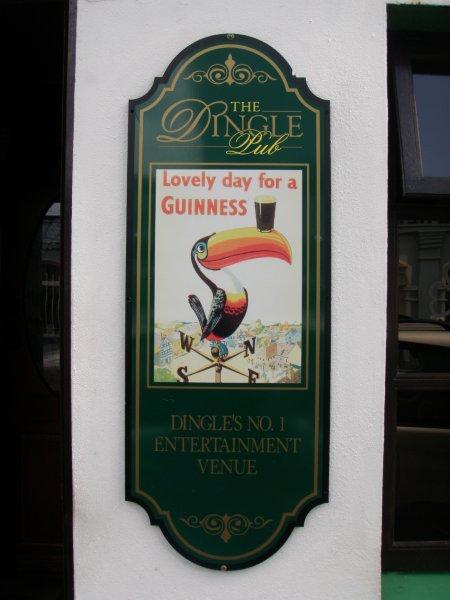 THE
DINGLE
Pub
Lovely day for a
GUINNESS
W N
S E
DINGLE'S NO. 1
ENTERTAINMENT
VENUE